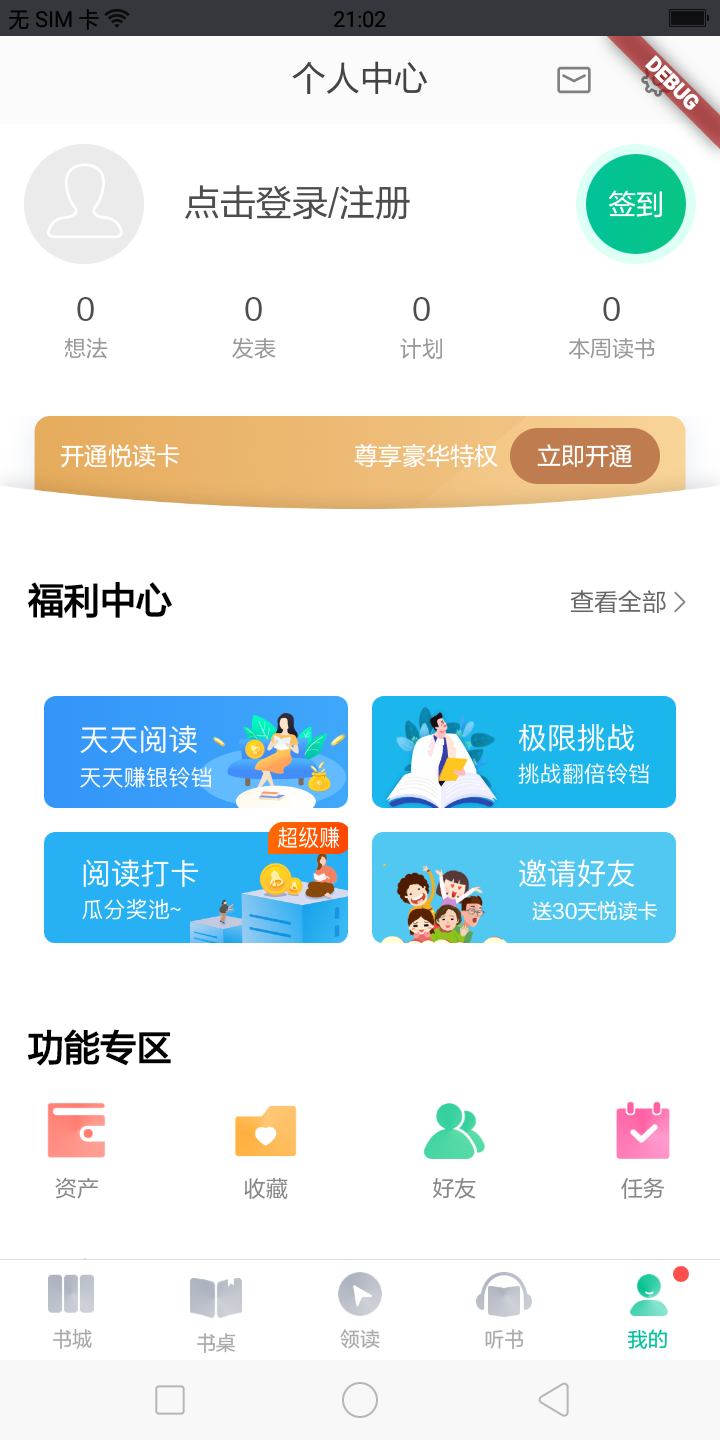 无 SIM 卡 21:02
个人中心
DEBUG
点击登录/注册
签到
0 0 0 0
想法 发表 计划 本周读书
开通悦读卡 尊享豪华特权 立即开通
福利中心 查看全部
天天阅读
天天赚银铃铛
极限挑战
挑战翻倍铃铛
超级赚
阅读打卡
瓜分奖池~
邀请好友
送30天悦读卡
功能专区
资产 收藏 好友 任务
书城 书桌 领读 听书 我的